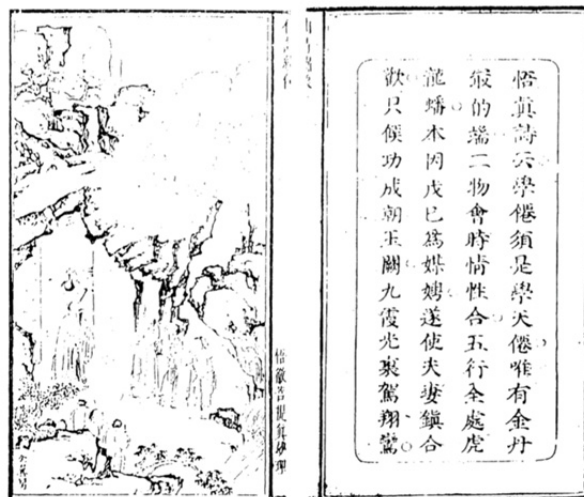 悟真詩云學僊須是學天僊唯有金丹
最的端二物會時情性合五行全處虎
龍蟠本因戊己為媒娉遂使夫妻鎮合
歡只候功成朝玉闕九霞光裏駕翔鸞
悟徹菩提真妙理